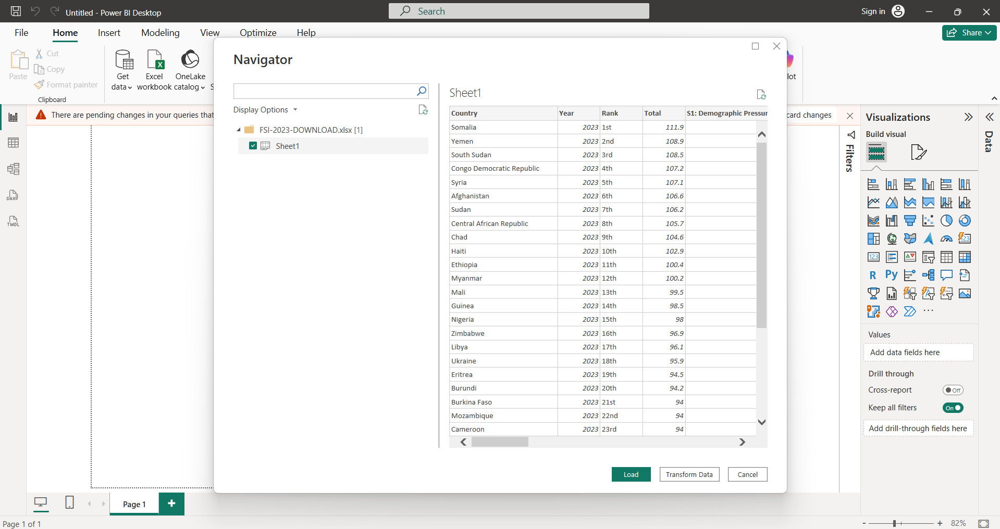 Untitled - Power BI Desktop
Search
Sign in
File Home Insert Modeling View Optimize Help
Share
Paste
Cut
Copy
Format painter
Clipboard
Get data
Excel workbook
OneLake catalog
S
lot
There are pending changes in your queries that
card changes
Navigator
Display Options
FSI-2023-DOWNLOAD.xlsx [1]
Sheet1
Sheet1
Country Year Rank Total S1: Demographic Pressur
Somalia 2023 1st 111.9
Yemen 2023 2nd 108.9
South Sudan 2023 3rd 108.5
Congo Democratic Republic 2023 4th 107.2
Syria 2023 5th 107.1
Afghanistan 2023 6th 106.6
Sudan 2023 7th 106.2
Central African Republic 2023 8th 105.7
Chad 2023 9th 104.6
Haiti 2023 10th 102.9
Ethiopia 2023 11th 100.4
Myanmar 2023 12th 100.2
Mali 2023 13th 99.5
Guinea 2023 14th 98.5
Nigeria 2023 15th 98
Zimbabwe 2023 16th 96.9
Libya 2023 17th 96.1
Ukraine 2023 18th 95.9
Eritrea 2023 19th 94.5
Burundi 2023 20th 94.2
Burkina Faso 2023 21st 94
Mozambique 2023 22nd 94
Cameroon 2023 23rd 94
Load Transform Data Cancel
DAX
TMDL
Filters
Visualizations
Build visual
123
123
R Py
Values
Add data fields here
Drill through
Cross-report Off
Keep all filters On
Add drill-through fields here
Data
Page 1
Page 1 of 1
- + 82%